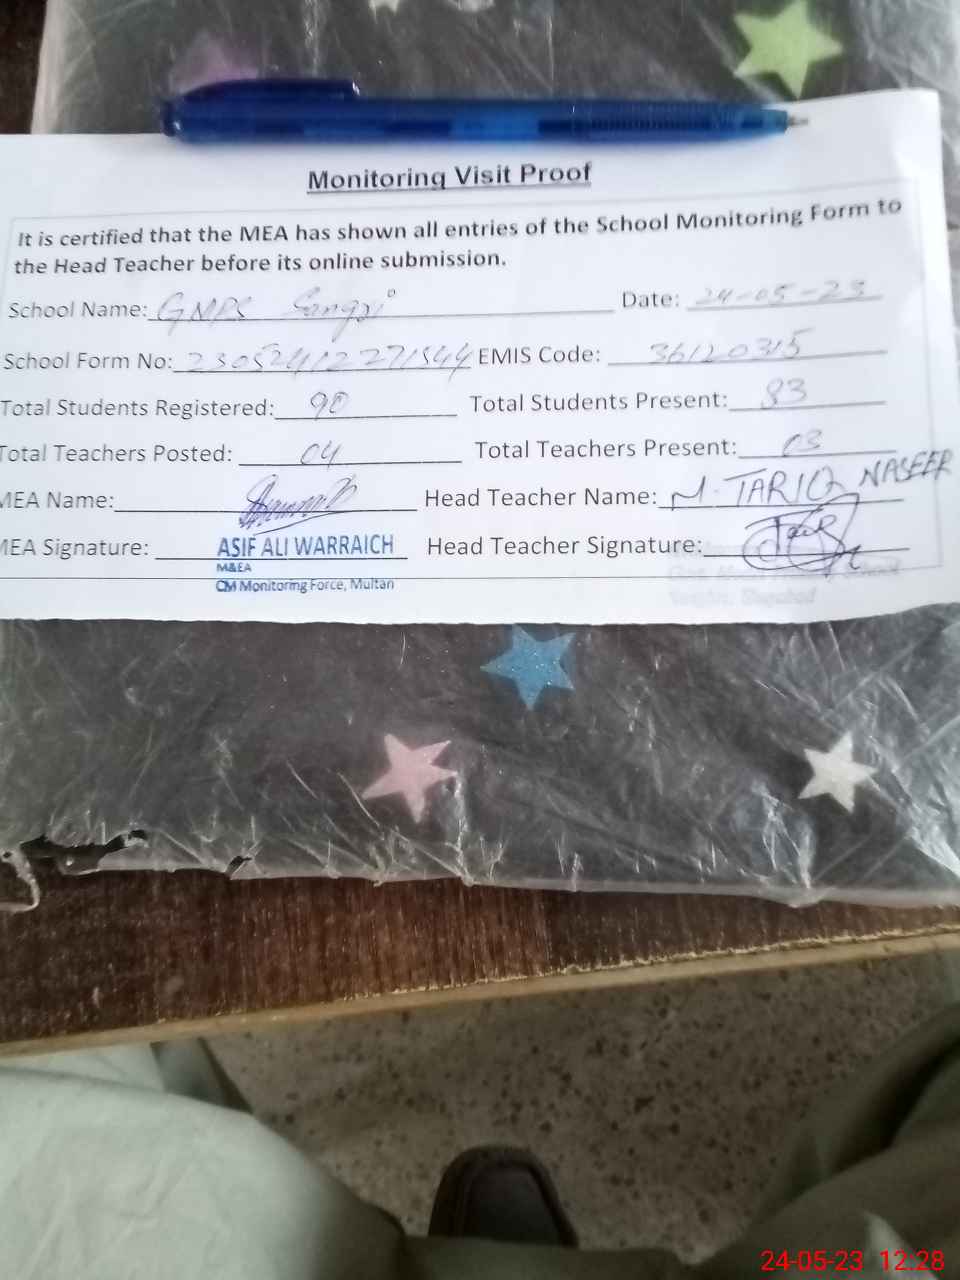 Monitoring Visit Proof
It is certified that the MEA has shown all entries of the School Monitoring Form to
the Head Teacher before its online submission.
School Name: GMPS Sangri Date: 24-05-23
School Form No: 230524122271544 EMIS Code: 36120315
Total Students Registered: 90 Total Students Present: 83
Total Teachers Posted: 04 Total Teachers Present: 03
MEA Name: Head Teacher Name: M. TARIQ NASEER
MEA Signature: ASIF ALI WARRAICH Head Teacher Signature:
M&EA
CM Monitoring Force, Multan
24-05-23 12:28